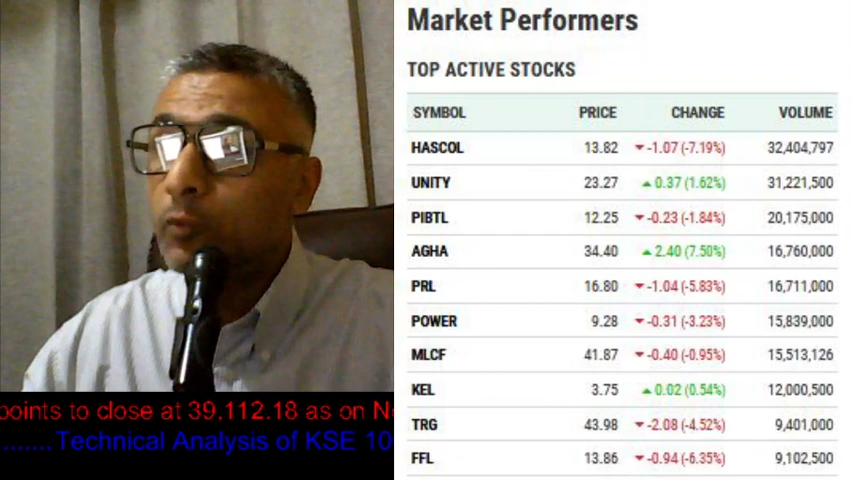 Market Performers
TOP ACTIVE STOCKS
SYMBOL PRICE CHANGE VOLUME
HASCOL 13.82 ▼ -1.07 (-7.19%) 32,404,797
UNITY 23.27 ▲ 0.37 (1.62%) 31,221,500
PIBTL 12.25 ▼ -0.23 (-1.84%) 20,175,000
AGHA 34.40 ▲ 2.40 (7.50%) 16,760,000
PRL 16.80 ▼ -1.04 (-5.83%) 16,711,000
POWER 9.28 ▼ -0.31 (-3.23%) 15,839,000
MLCF 41.87 ▼ -0.40 (-0.95%) 15,513,126
KEL 3.75 ▲ 0.02 (0.54%) 12,000,500
TRG 43.98 ▼ -2.08 (-4.52%) 9,401,000
FFL 13.86 ▼ -0.94 (-6.35%) 9,102,500
points to close at 39,112.18 as on
.......Technical Analysis of KSE 10